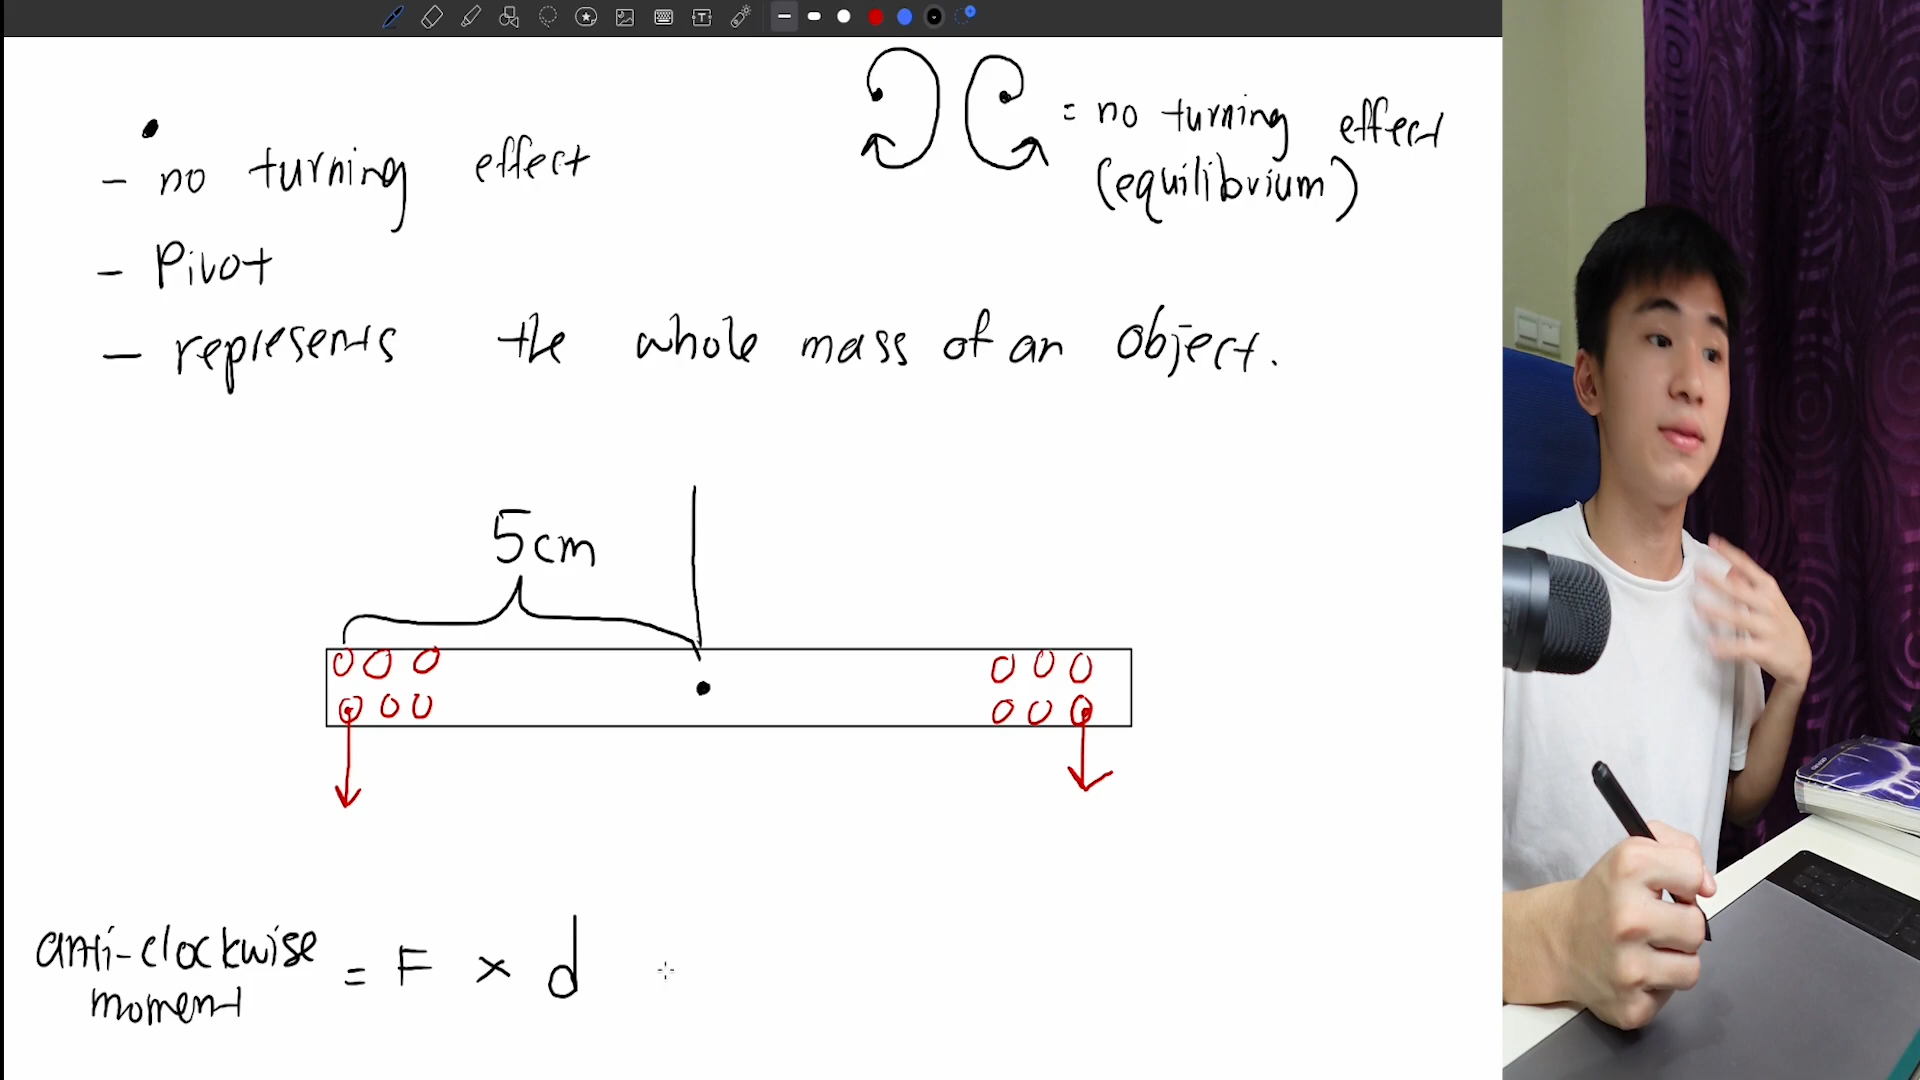 - no turning effect
- Pivot
- represents the whole mass of an object.
= no turning effect
(equilibrium)
5cm
anti-clockwise
moment
= F × d